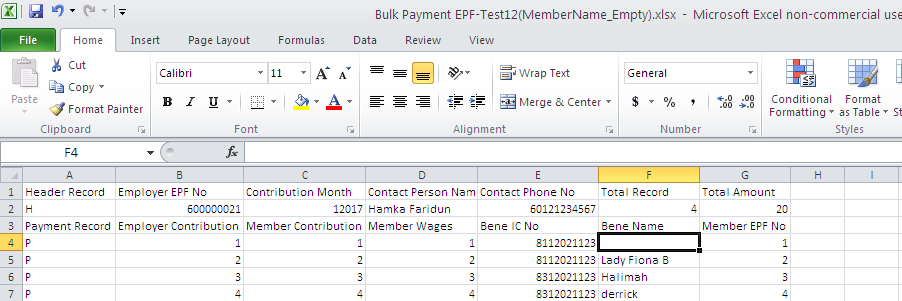 Bulk Payment EPF-Test12(MemberName_Empty).xlsx - Microsoft Excel non-commercial use
File Home Insert Page Layout Formulas Data Review View
Paste Cut Copy Format Painter Clipboard
Calibri 11 A A B I U A Font
Wrap Text Merge & Center Alignment
General $ % , .0 .00 .00 .0 Number
Conditional Formatting Format as Table Styles
F4 fx
A B C D E F G H I J
1 Header Record Employer EPF No Contribution Month Contact Person Nam Contact Phone No Total Record Total Amount
2 H 600000021 12017 Hamka Faridun 60121234567 4 20
3 Payment Record Employer Contribution Member Contribution Member Wages Bene IC No Bene Name Member EPF No
4 P 1 1 1 8112021123 1
5 P 2 2 2 8112021123 Lady Fiona B 2
6 P 3 3 3 8312021123 Halimah 3
7 P 4 4 4 8312021123 derrick 4